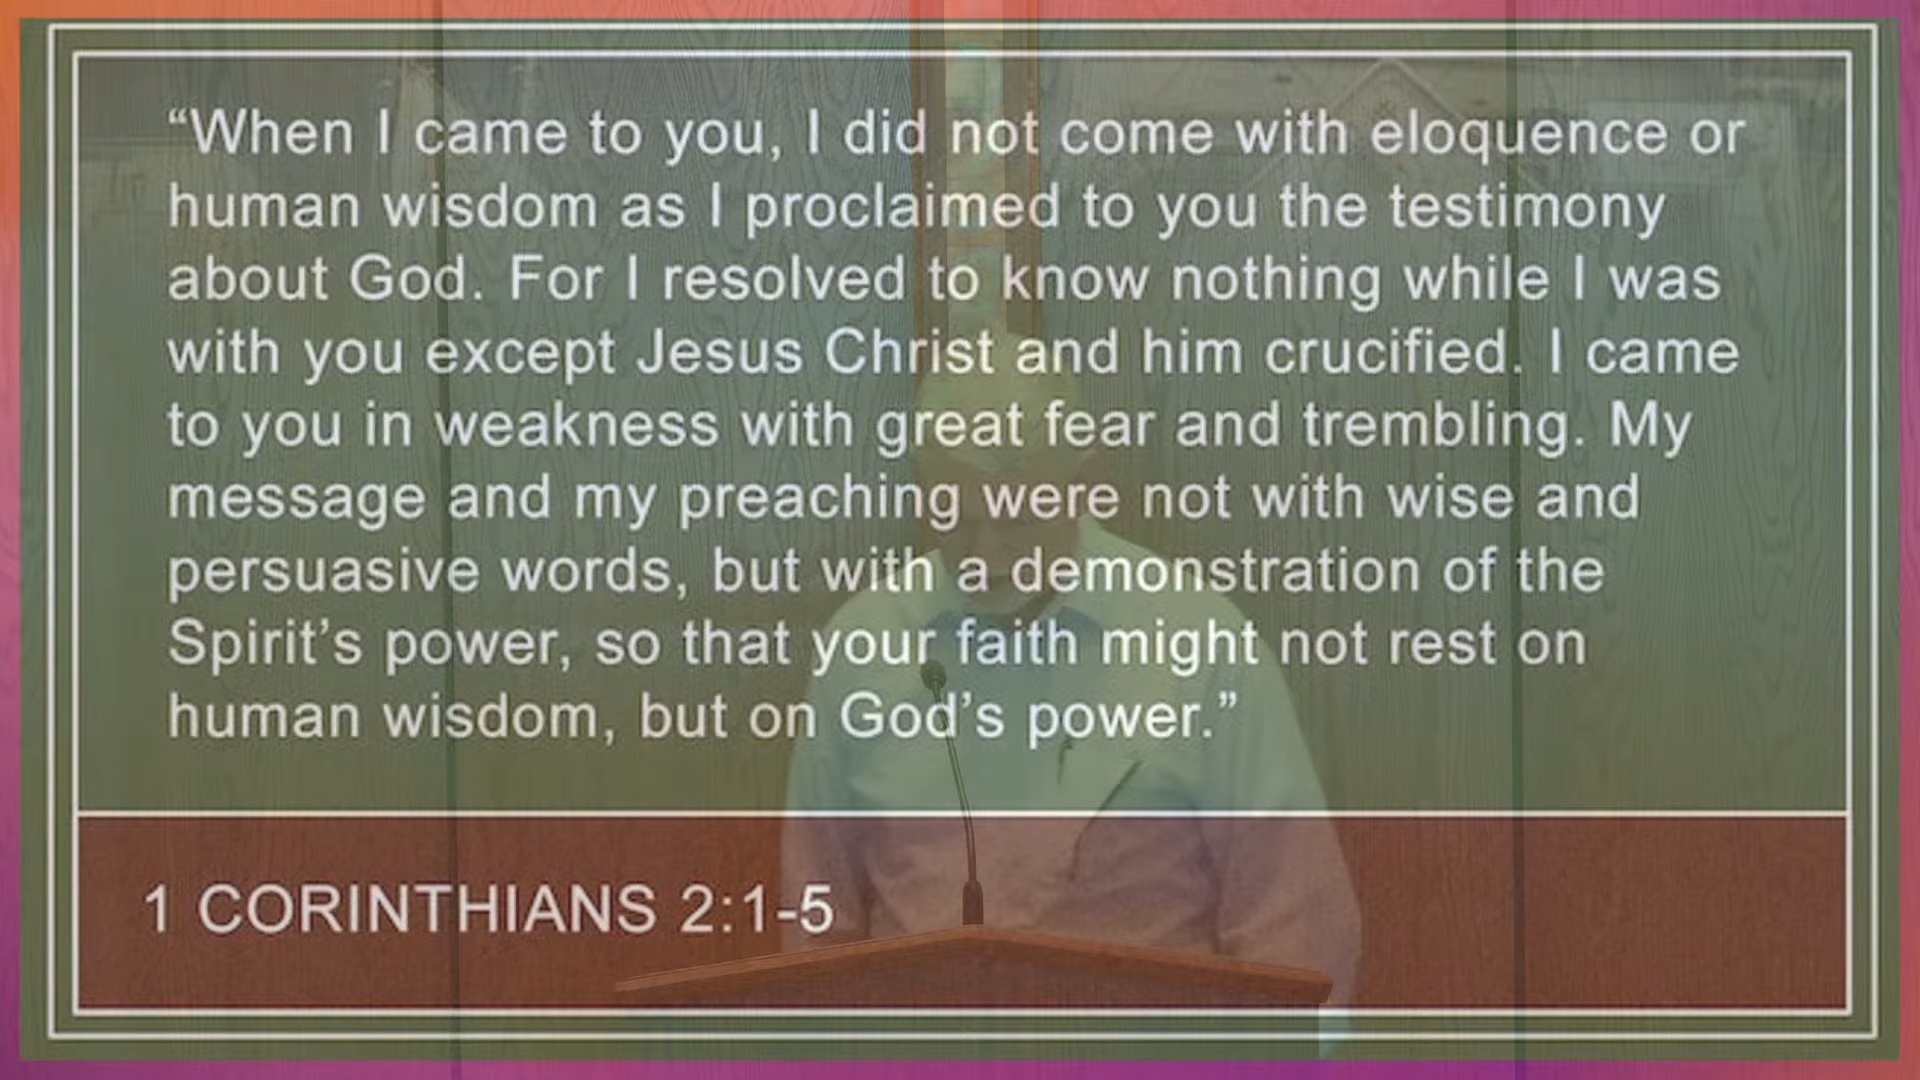 “When I came to you, I did not come with eloquence or
human wisdom as I proclaimed to you the testimony
about God. For I resolved to know nothing while I was
with you except Jesus Christ and him crucified. I came
to you in weakness with great fear and trembling. My
message and my preaching were not with wise and
persuasive words, but with a demonstration of the
Spirit’s power, so that your faith might not rest on
human wisdom, but on God’s power.”
1 CORINTHIANS 2:1-5